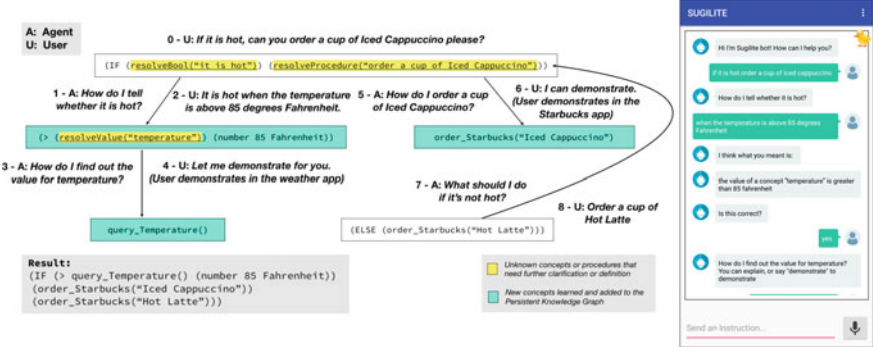 A: Agent
U: User
0 - U: If it is hot, can you order a cup of Iced Cappuccino please?
(IF (resolveBool("it is hot") (resolveProcedure("order a cup of Iced Cappuccino")))
1 - A: How do I tell
whether it is hot?
2 - U: It is hot when the temperature
is above 85 degrees Fahrenheit.
5 - A: How do I order a cup
of Iced Cappuccino?
6 - U: I can demonstrate.
(User demonstrates in the
Starbucks app)
(> (resolveValue("temperature")) (number 85 Fahrenheit))
order_Starbucks("Iced Cappuccino")
3 - A: How do I find out the
value for temperature?
4 - U: Let me demonstrate for you.
(User demonstrates in the weather app)
7 - A: What should I do
if it's not hot?
8 - U: Order a cup of
Hot Latte
query_Temperature()
(ELSE (order_Starbucks("Hot Latte")))
Result:
(IF (> query_Temperature() (number 85 Fahrenheit))
(order_Starbucks("Iced Cappuccino"))
(order_Starbucks("Hot Latte")))
Unknown concepts or procedures that
need further clarification or definition
New concepts learned and added to the
Persistent Knowledge Graph
SUGILITE
Hi I'm Sugilite bot! How can I help you?
if it is hot order a cup of iced cappuccino
How do I tell whether it is hot?
when the temperature is above 85 degrees
Fahrenheit
I think what you meant is:
the value of a concept "temperature" is greater
than 85 fahrenheit
Is this correct?
yes
How do I find out the value for temperature?
You can explain, or say "demonstrate" to
demonstrate
Send an instruction...